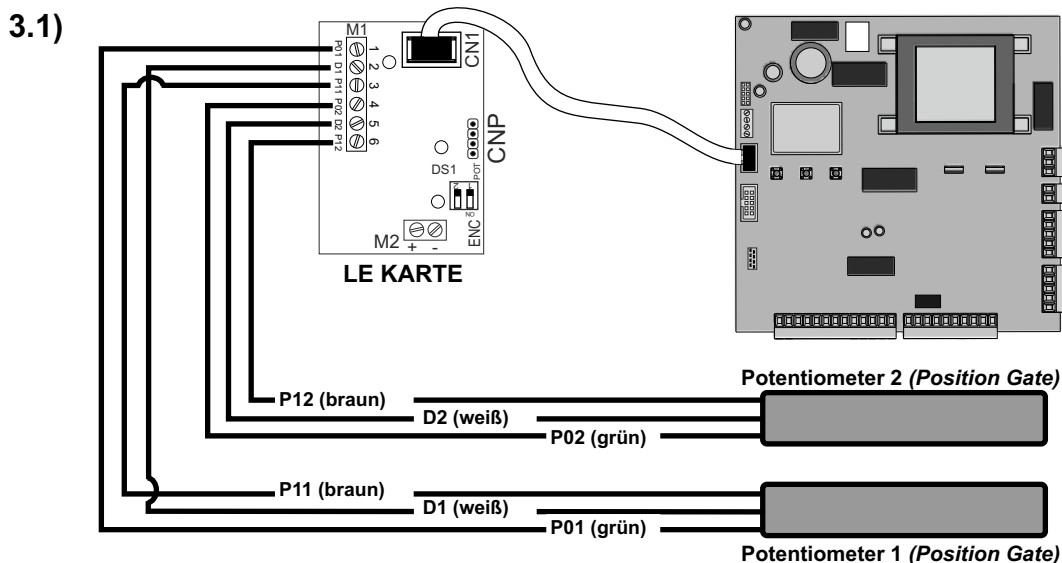 3.1)
M1
P01 1
D1 2
P11 3
P02 4
D2 5
P12 6
CN1
CNP
DS1
POT
2 1
NO
ENC
M2
+ -
LE KARTE
Potentiometer 2 (Position Gate)
P12 (braun)
D2 (weiß)
P02 (grün)
P11 (braun)
D1 (weiß)
P01 (grün)
Potentiometer 1 (Position Gate)